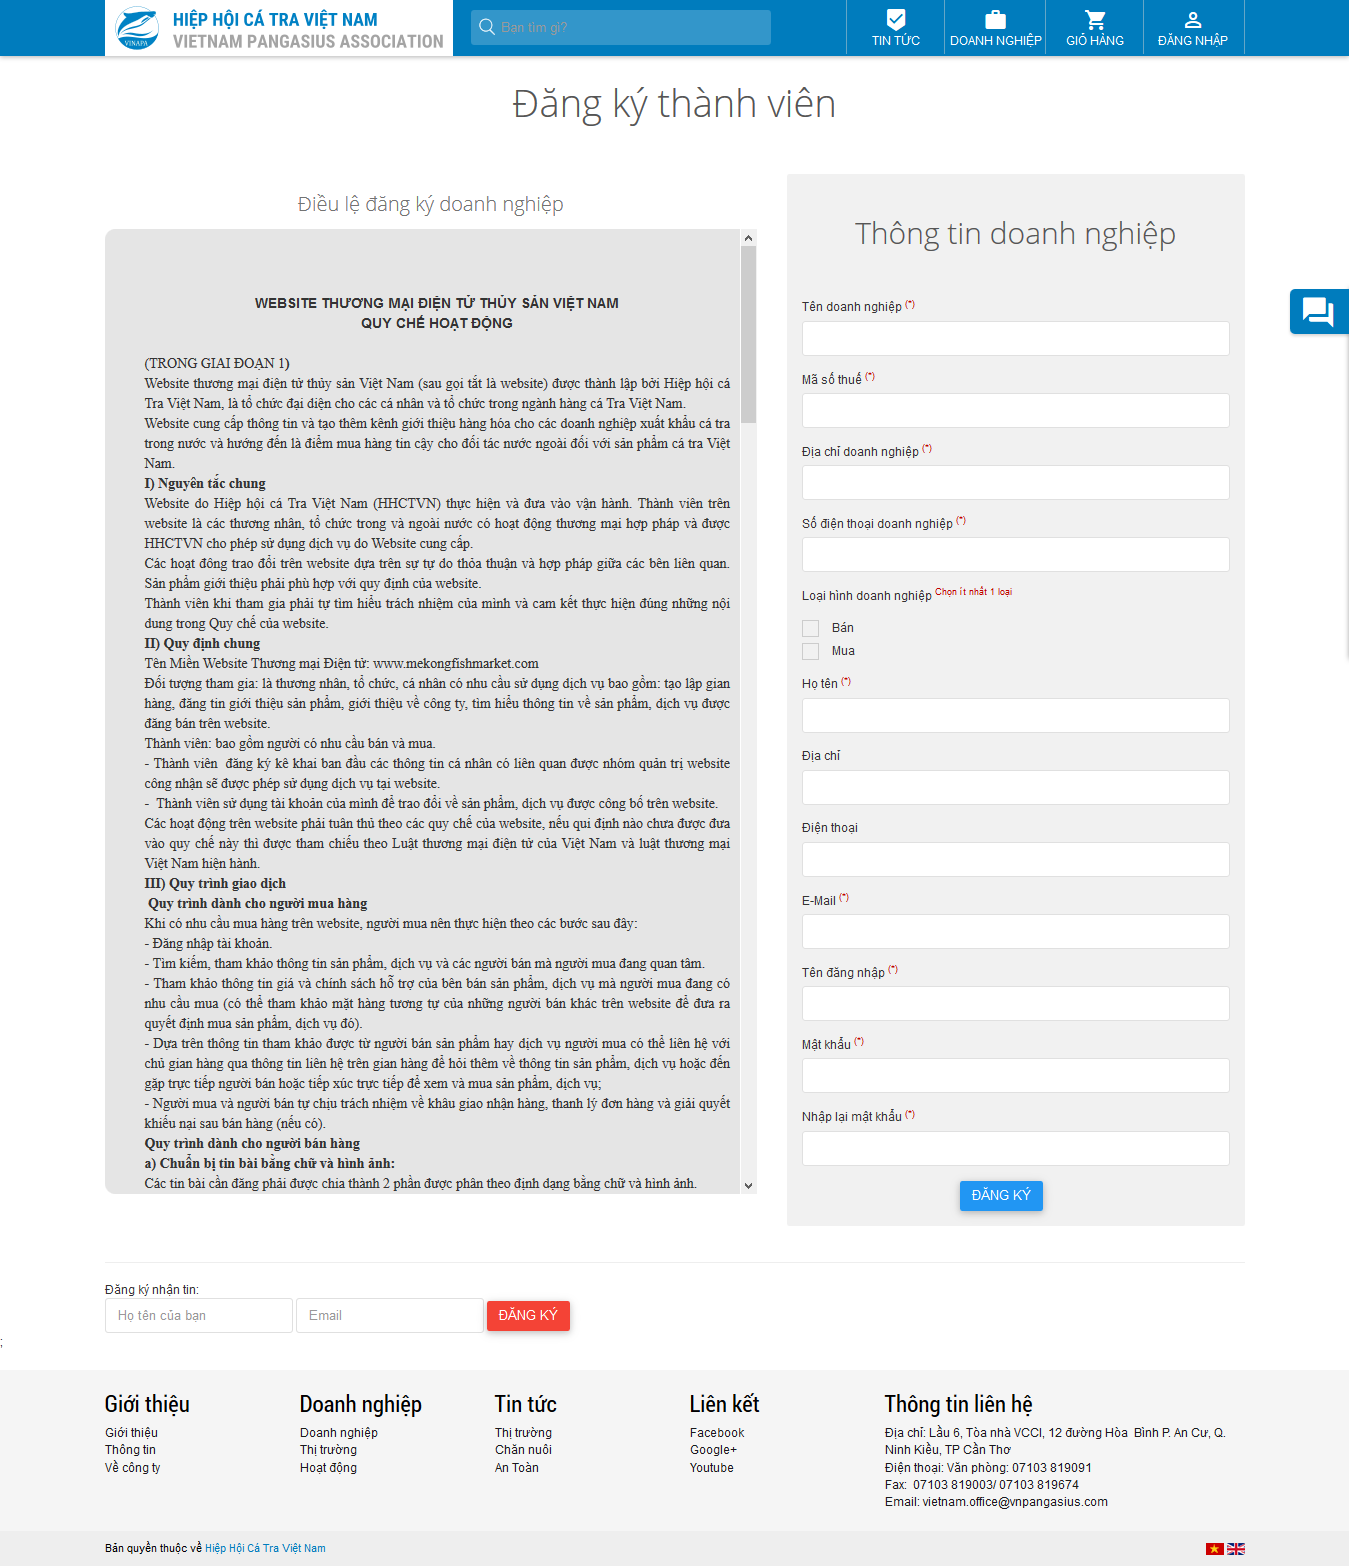 HIỆP HỘI CÁ TRA VIỆT NAM
VIETNAM PANGASIUS ASSOCIATION
VINAPA
Bạn tìm gì?
TIN TỨC
DOANH NGHIỆP
GIỎ HÀNG
ĐĂNG NHẬP
Đăng ký thành viên
Điều lệ đăng ký doanh nghiệp
WEBSITE THƯƠNG MẠI ĐIỆN TỬ THỦY SẢN VIỆT NAM
QUY CHẾ HOẠT ĐỘNG
(TRONG GIAI ĐOẠN 1)
Website thương mại điện tử thủy sản Việt Nam (sau gọi tắt là website) được thành lập bởi Hiệp hội cá
Tra Việt Nam, là tổ chức đại diện cho các cá nhân và tổ chức trong ngành hàng cá Tra Việt Nam.
Website cung cấp thông tin và tạo thêm kênh giới thiệu hàng hóa cho các doanh nghiệp xuất khẩu cá tra
trong nước và hướng đến là điểm mua hàng tin cậy cho đối tác nước ngoài đối với sản phẩm cá tra Việt
Nam.
I) Nguyên tắc chung
Website do Hiệp hội cá Tra Việt Nam (HHCTVN) thực hiện và đưa vào vận hành. Thành viên trên
website là các thương nhân, tổ chức trong và ngoài nước có hoạt động thương mại hợp pháp và được
HHCTVN cho phép sử dụng dịch vụ do Website cung cấp.
Các hoạt đông trao đổi trên website dựa trên sự tự do thỏa thuận và hợp pháp giữa các bên liên quan.
Sản phẩm giới thiệu phải phù hợp với quy định của website.
Thành viên khi tham gia phải tự tìm hiểu trách nhiệm của mình và cam kết thực hiện đúng những nội
dung trong Quy chế của website.
II) Quy định chung
Tên Miền Website Thương mại Điện tử: www.mekongfishmarket.com
Đối tượng tham gia: là thương nhân, tổ chức, cá nhân có nhu cầu sử dụng dịch vụ bao gồm: tạo lập gian
hàng, đăng tin giới thiệu sản phẩm, giới thiệu về công ty, tìm hiểu thông tin về sản phẩm, dịch vụ được
đăng bán trên website.
Thành viên: bao gồm người có nhu cầu bán và mua.
- Thành viên  đăng ký kê khai ban đầu các thông tin cá nhân có liên quan được nhóm quản trị website
công nhận sẽ được phép sử dụng dịch vụ tại website.
-  Thành viên sử dụng tài khoản của mình để trao đổi về sản phẩm, dịch vụ được công bố trên website.
Các hoạt động trên website phải tuân thủ theo các quy chế của website, nếu qui định nào chưa được đưa
vào quy chế này thì được tham chiếu theo Luật thương mại điện tử của Việt Nam và luật thương mại
Việt Nam hiện hành.
III) Quy trình giao dịch
Quy trình dành cho người mua hàng
Khi có nhu cầu mua hàng trên website, người mua nên thực hiện theo các bước sau đây:
- Đăng nhập tài khoản.
- Tìm kiếm, tham khảo thông tin sản phẩm, dịch vụ và các người bán mà người mua đang quan tâm.
- Tham khảo thông tin giá và chính sách hỗ trợ của bên bán sản phẩm, dịch vụ mà người mua đang có
nhu cầu mua (có thể tham khảo mặt hàng tương tự của những người bán khác trên website để đưa ra
quyết định mua sản phẩm, dịch vụ đó).
- Dựa trên thông tin tham khảo được từ người bán sản phẩm hay dịch vụ người mua có thể liên hệ với
chủ gian hàng qua thông tin liên hệ trên gian hàng để hỏi thêm về thông tin sản phẩm, dịch vụ hoặc đến
gặp trực tiếp người bán hoặc tiếp xúc trực tiếp để xem và mua sản phẩm, dịch vụ;
- Người mua và người bán tự chịu trách nhiệm về khâu giao nhận hàng, thanh lý đơn hàng và giải quyết
khiếu nại sau bán hàng (nếu có).
Quy trình dành cho người bán hàng
a) Chuẩn bị tin bài bằng chữ và hình ảnh:
Các tin bài cần đăng phải được chia thành 2 phần được phân theo định dạng bằng chữ và hình ảnh.
Thông tin doanh nghiệp
Tên doanh nghiệp (*)
Mã số thuế (*)
Địa chỉ doanh nghiệp (*)
Số điện thoại doanh nghiệp (*)
Loại hình doanh nghiệp Chọn ít nhất 1 loại
Bán
Mua
Họ tên (*)
Địa chỉ
Điện thoại
E-Mail (*)
Tên đăng nhập (*)
Mật khẩu (*)
Nhập lại mật khẩu (*)
ĐĂNG KÝ
Đăng ký nhận tin:
Họ tên của bạn
Email
ĐĂNG KÝ
;
Giới thiệu
Giới thiệu
Thông tin
Về công ty
Doanh nghiệp
Doanh nghiệp
Thị trường
Hoạt động
Tin tức
Thị trường
Chăn nuôi
An Toàn
Liên kết
Facebook
Google+
Youtube
Thông tin liên hệ
Địa chỉ: Lầu 6, Tòa nhà VCCI, 12 đường Hòa  Bình P. An Cư, Q.
Ninh Kiều, TP Cần Thơ
Điện thoại: Văn phòng: 07103 819091
Fax:  07103 819003/ 07103 819674
Email: vietnam.office@vnpangasius.com
Bản quyền thuộc về Hiệp Hội Cá Tra Việt Nam